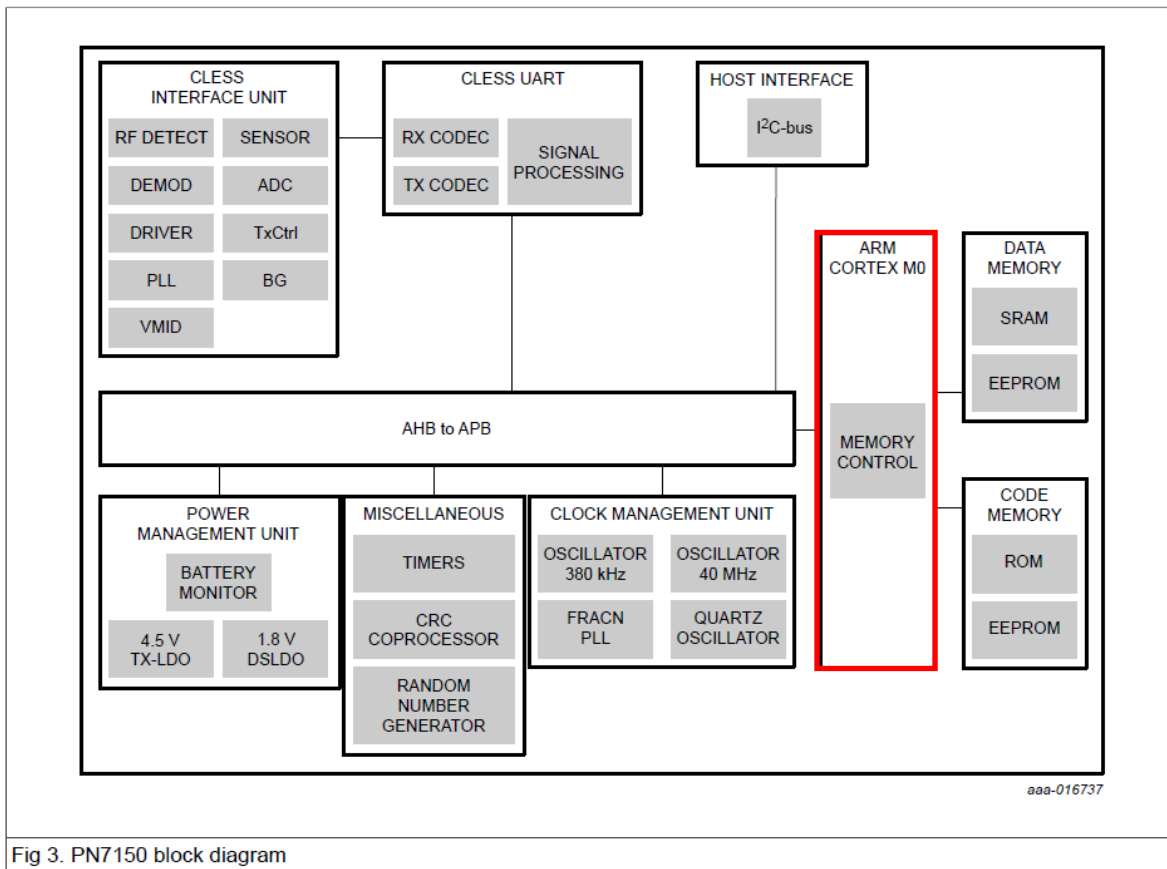 CLESS
INTERFACE UNIT
RF DETECT
SENSOR
DEMOD
ADC
DRIVER
TxCtrl
PLL
BG
VMID
CLESS UART
RX CODEC
TX CODEC
SIGNAL
PROCESSING
HOST INTERFACE
I²C-bus
ARM
CORTEX M0
MEMORY
CONTROL
DATA
MEMORY
SRAM
EEPROM
AHB to APB
CODE
MEMORY
ROM
EEPROM
POWER
MANAGEMENT UNIT
BATTERY
MONITOR
4.5 V
TX-LDO
1.8 V
DSLDO
MISCELLANEOUS
TIMERS
CRC
COPROCESSOR
RANDOM
NUMBER
GENERATOR
CLOCK MANAGEMENT UNIT
OSCILLATOR
380 kHz
OSCILLATOR
40 MHz
FRACN
PLL
QUARTZ
OSCILLATOR
aaa-016737
Fig 3. PN7150 block diagram